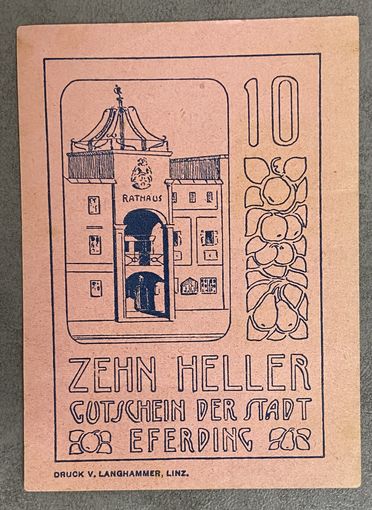 10
RATHAUS
ZEHN HELLER
GUTSCHEIN DER STADT
EFERDING
DRUCK V. LANGHAMMER, LINZ.